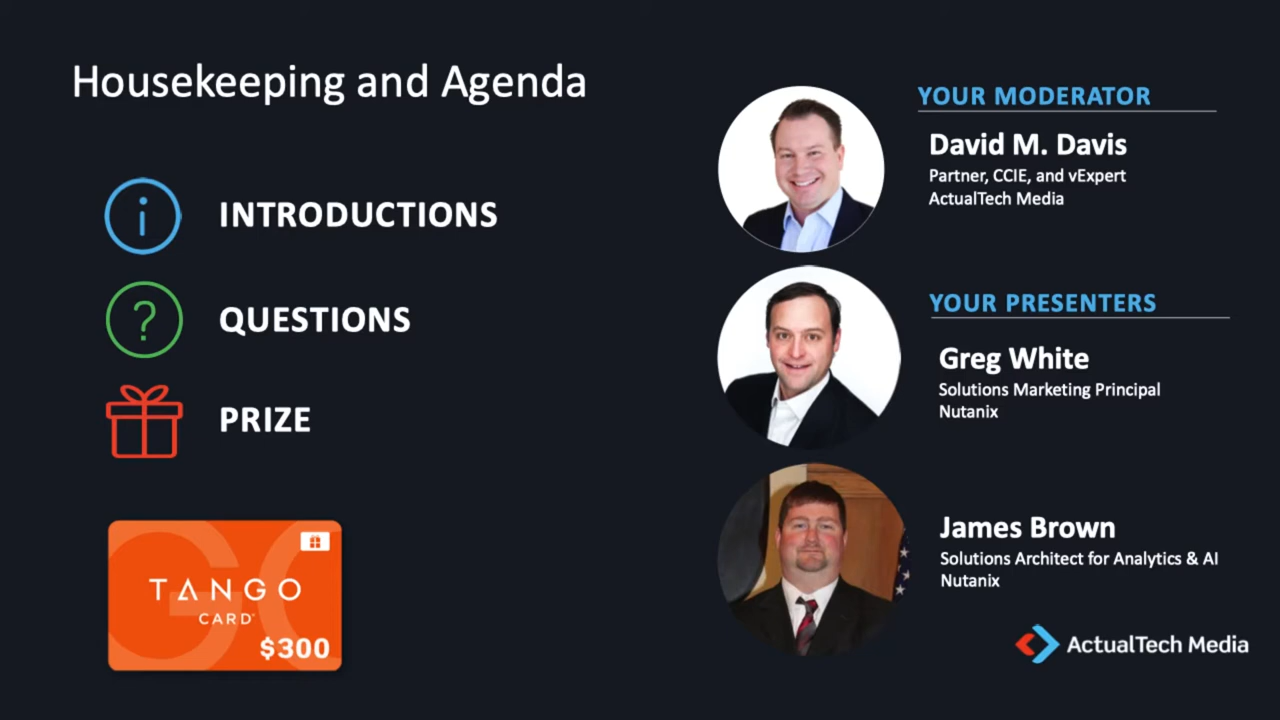 Housekeeping and Agenda
INTRODUCTIONS
QUESTIONS
PRIZE
TANGO
CARD
$300
YOUR MODERATOR
David M. Davis
Partner, CCIE, and vExpert
ActualTech Media
YOUR PRESENTERS
Greg White
Solutions Marketing Principal
Nutanix
James Brown
Solutions Architect for Analytics & AI
Nutanix
ActualTech Media